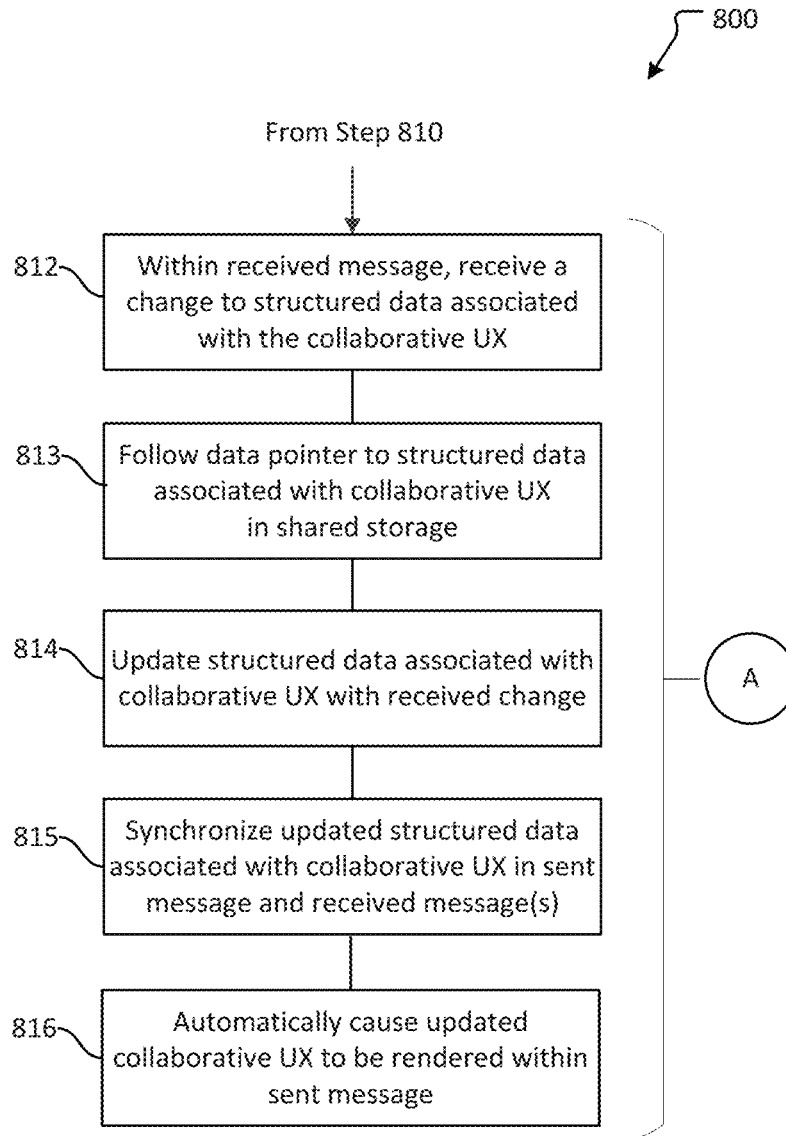 800
From Step 810
812
Within received message, receive a
change to structured data associated
with the collaborative UX
813
Follow data pointer to structured data
associated with collaborative UX
in shared storage
814
Update structured data associated with
collaborative UX with received change
A
815
Synchronize updated structured data
associated with collaborative UX in sent
message and received message(s)
816
Automatically cause updated
collaborative UX to be rendered within
sent message